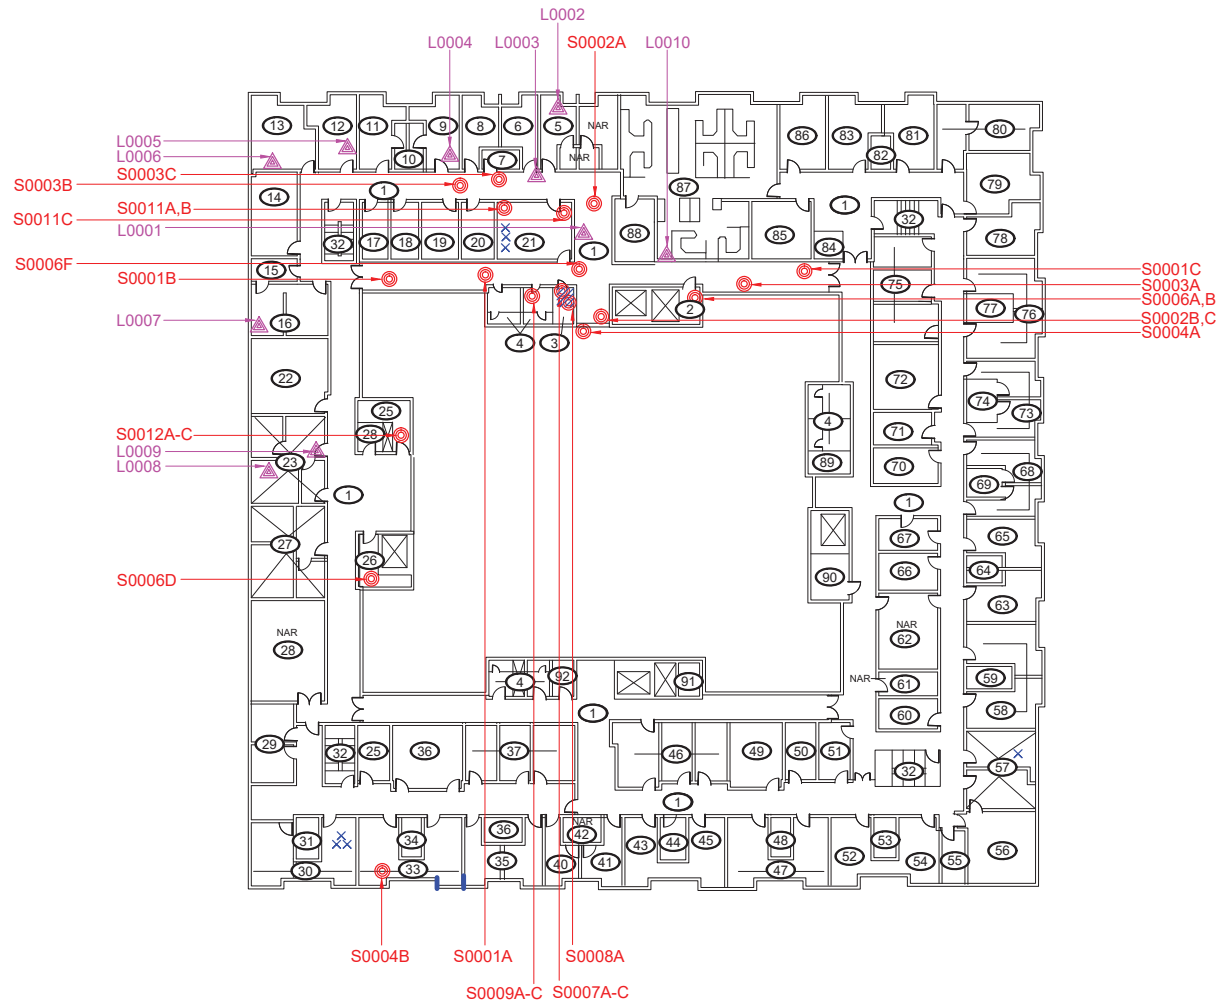 L0002
L0004 L0003 S0002A L0010
13 12 11 9 8 6 5 NAR 86 83 81 80
L0005
L0006 10 7 NAR 82
S0003C
S0003B 1 87 79
14
S0011A,B 1 32
S0011C
L0001 32 17 18 19 20 21 1 88 85 84 78
S0006F
S0001B 15 S0001C
75 S0003A
77 S0006A,B
L0007 16 2 76 S0002B,C
4 3 S0004A
22 72
25 74 73
4
S0012A-C 28 71
L0009
L0008 23 89 70 68
69
1 1
67 65
27
26 64
S0006D 90 66
63
NAR NAR
28 62
4 92 91 NAR 61 59
1 60 58
29 32 25 36 37 46 49 50 51
32 57
1
31 34 36 NAR
42 43 44 45 48 53
30 33 35 40 41 47 52 54 55 56
S0004B S0001A S0008A
S0009A-C S0007A-C